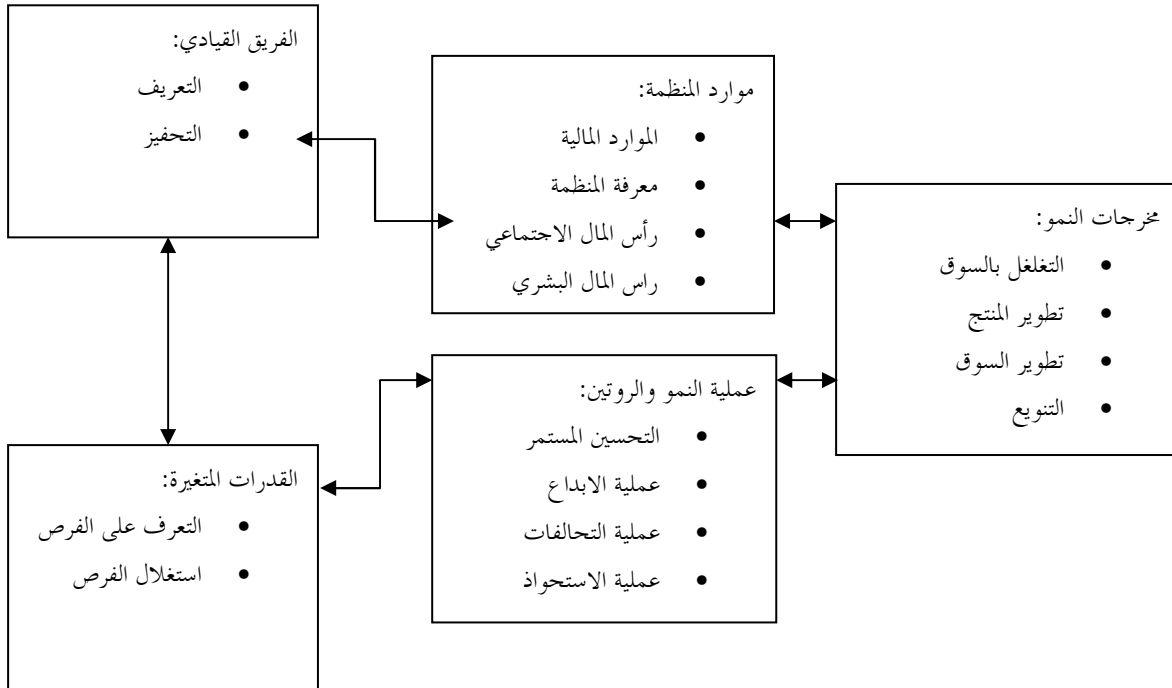 الفريق القيادي:
• التعريف
• التحفيز
موارد المنظمة:
• الموارد المالية
• معرفة المنظمة
• رأس المال الاجتماعي
• راس المال البشري
مخرجات النمو:
• التغلغل بالسوق
• تطوير المنتج
• تطوير السوق
• التنويع
عملية النمو والروتين:
• التحسين المستمر
• عملية الابداع
• عملية التحالفات
• عملية الاستحواذ
القدرات المتغيرة:
• التعرف على الفرص
• استغلال الفرص